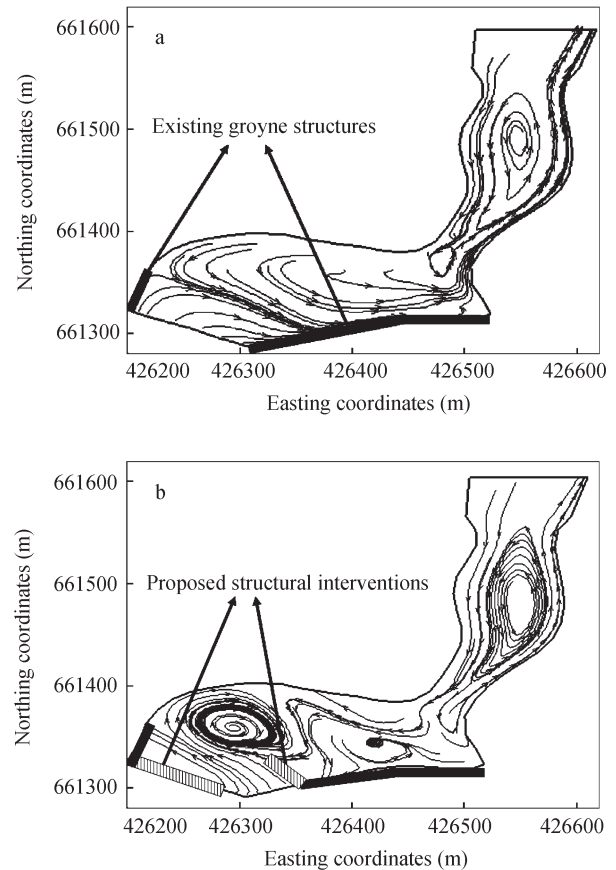 a
661600
Existing groyne structures
661500
661400
661300
Northing coordinates (m)
426200 426300 426400 426500 426600
Easting coordinates (m)
b
661600
Proposed structural interventions
661500
661400
661300
Northing coordinates (m)
426200 426300 426400 426500 426600
Easting coordinates (m)